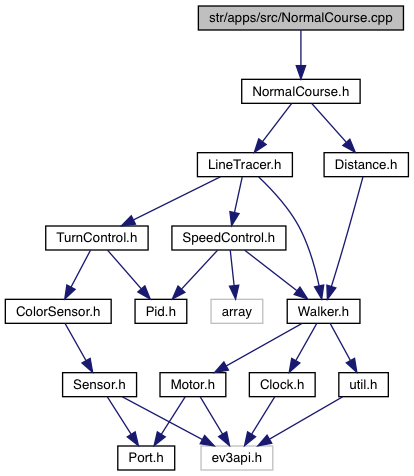 str/apps/src/NormalCourse.cpp
NormalCourse.h
LineTracer.h
Distance.h
TurnControl.h
SpeedControl.h
ColorSensor.h
Pid.h
array
Walker.h
Sensor.h
Motor.h
Clock.h
util.h
Port.h
ev3api.h